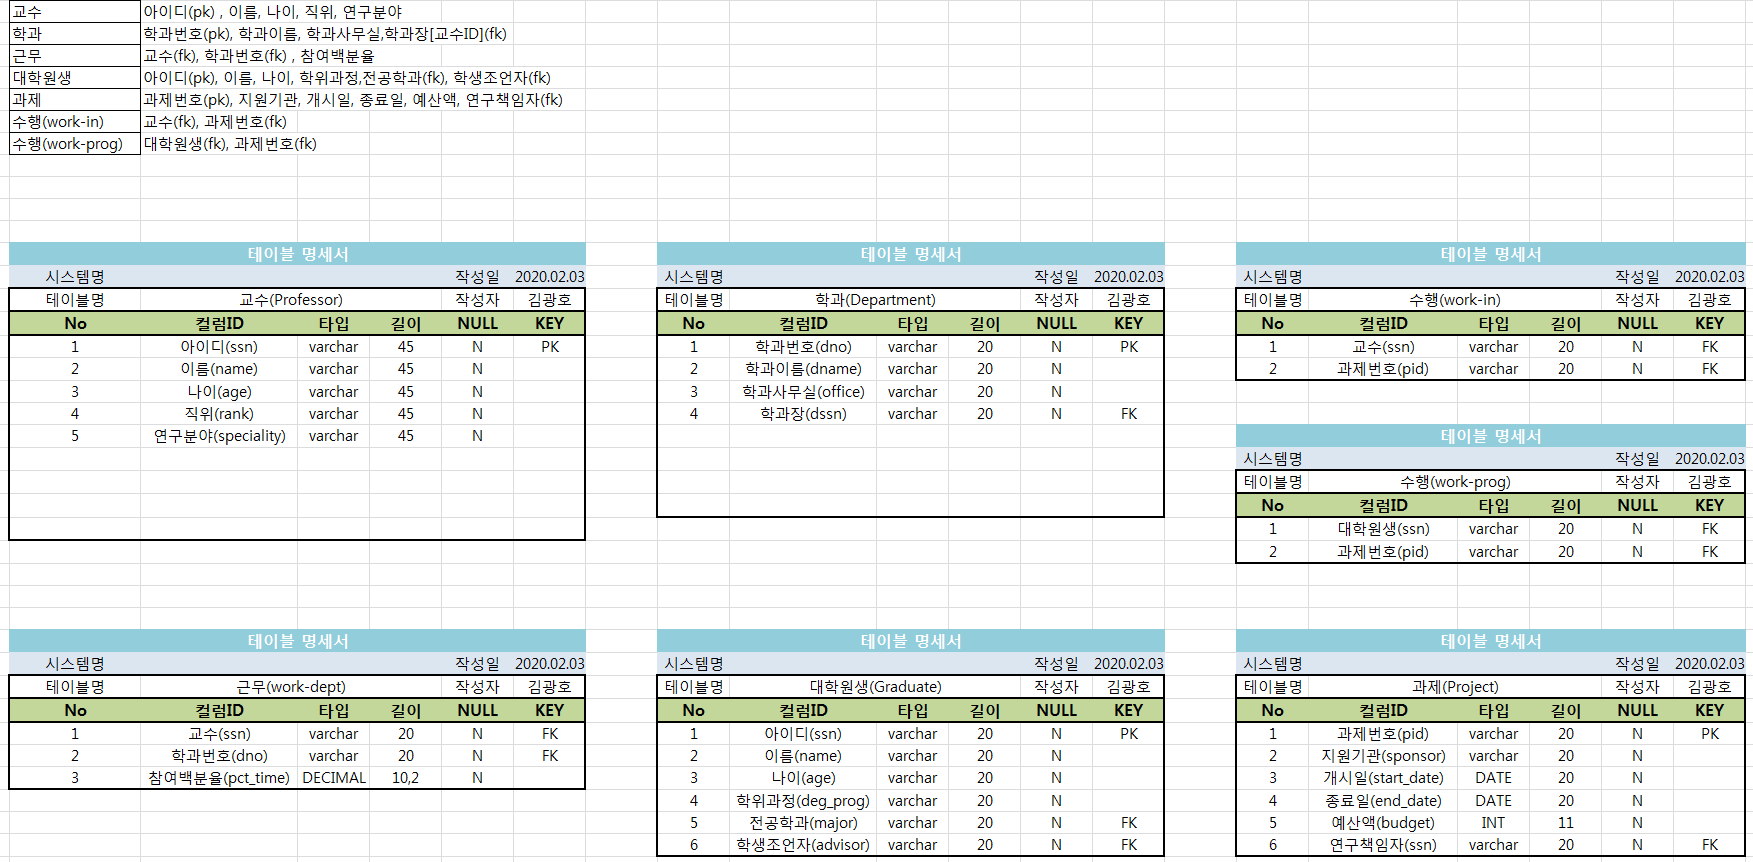 교수 아이디(pk) , 이름, 나이, 직위, 연구분야
학과 학과번호(pk), 학과이름, 학과사무실,학과장[교수ID](fk)
근무 교수(fk), 학과번호(fk) , 참여백분율
대학원생 아이디(pk), 이름, 나이, 학위과정,전공학과(fk), 학생조언자(fk)
과제 과제번호(pk), 지원기관, 개시일, 종료일, 예산액, 연구책임자(fk)
수행(work-in) 교수(fk), 과제번호(fk)
수행(work-prog) 대학원생(fk), 과제번호(fk)
테이블 명세서
시스템명 작성일 2020.02.03
테이블명 교수(Professor) 작성자 김광호
No 컬럼ID 타입 길이 NULL KEY
1 아이디(ssn) varchar 45 N PK
2 이름(name) varchar 45 N
3 나이(age) varchar 45 N
4 직위(rank) varchar 45 N
5 연구분야(speciality) varchar 45 N
테이블 명세서
시스템명 작성일 2020.02.03
테이블명 학과(Department) 작성자 김광호
No 컬럼ID 타입 길이 NULL KEY
1 학과번호(dno) varchar 20 N PK
2 학과이름(dname) varchar 20 N
3 학과사무실(office) varchar 20 N
4 학과장(dssn) varchar 20 N FK
테이블 명세서
시스템명 작성일 2020.02.03
테이블명 수행(work-in) 작성자 김광호
No 컬럼ID 타입 길이 NULL KEY
1 교수(ssn) varchar 20 N FK
2 과제번호(pid) varchar 20 N FK
테이블 명세서
시스템명 작성일 2020.02.03
테이블명 수행(work-prog) 작성자 김광호
No 컬럼ID 타입 길이 NULL KEY
1 대학원생(ssn) varchar 20 N FK
2 과제번호(pid) varchar 20 N FK
테이블 명세서
시스템명 작성일 2020.02.03
테이블명 근무(work-dept) 작성자 김광호
No 컬럼ID 타입 길이 NULL KEY
1 교수(ssn) varchar 20 N FK
2 학과번호(dno) varchar 20 N FK
3 참여백분율(pct_time) DECIMAL 10,2 N
테이블 명세서
시스템명 작성일 2020.02.03
테이블명 대학원생(Graduate) 작성자 김광호
No 컬럼ID 타입 길이 NULL KEY
1 아이디(ssn) varchar 20 N PK
2 이름(name) varchar 20 N
3 나이(age) varchar 20 N
4 학위과정(deg_prog) varchar 20 N
5 전공학과(major) varchar 20 N FK
6 학생조언자(advisor) varchar 20 N FK
테이블 명세서
시스템명 작성일 2020.02.03
테이블명 과제(Project) 작성자 김광호
No 컬럼ID 타입 길이 NULL KEY
1 과제번호(pid) varchar 20 N PK
2 지원기관(sponsor) varchar 20 N
3 개시일(start_date) DATE 20 N
4 종료일(end_date) DATE 20 N
5 예산액(budget) INT 11 N
6 연구책임자(ssn) varchar 20 N FK